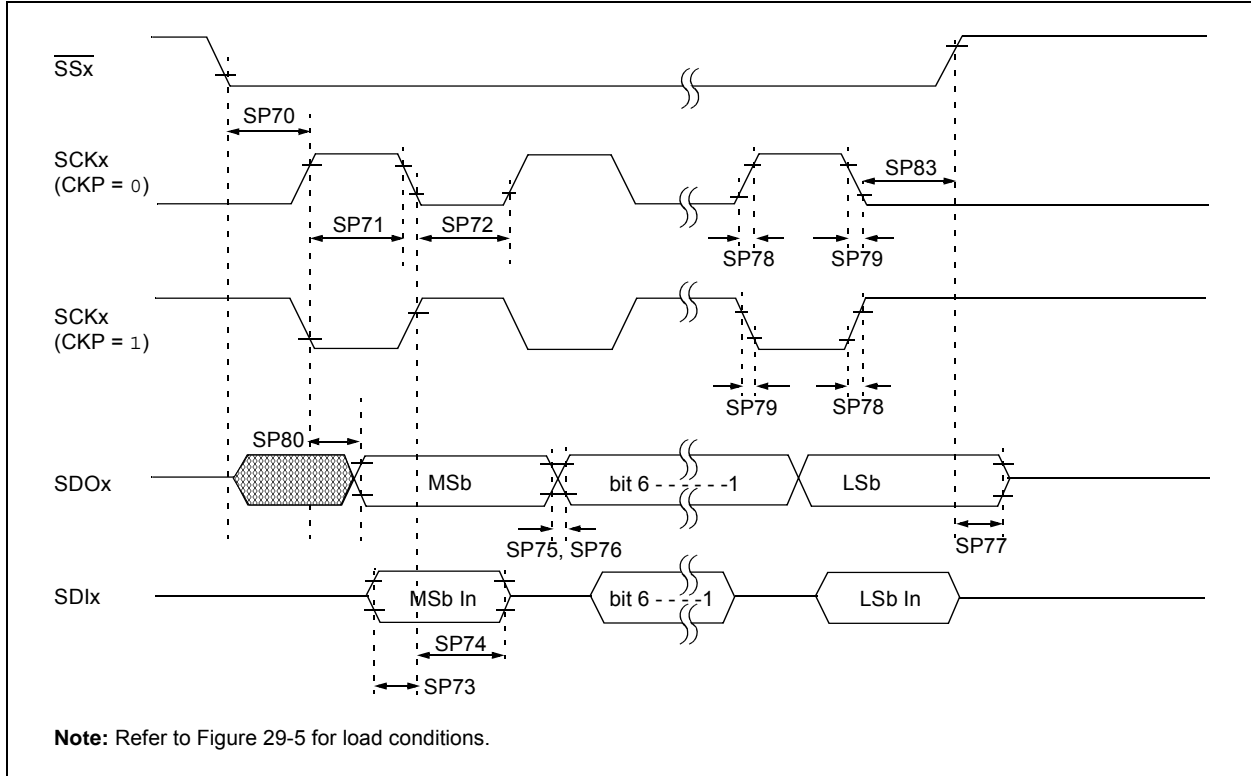 SSx
SP70
SCKx
(CKP = 0)
SP83
SP71
SP72
SP78
SP79
SCKx
(CKP = 1)
SP79
SP78
SP80
SDOx
MSb
bit 6 - - - - - - -1
LSb
SP75, SP76
SP77
SDIx
MSb In
bit 6 - - - - -1
LSb In
SP74
SP73
Note: Refer to Figure 29-5 for load conditions.